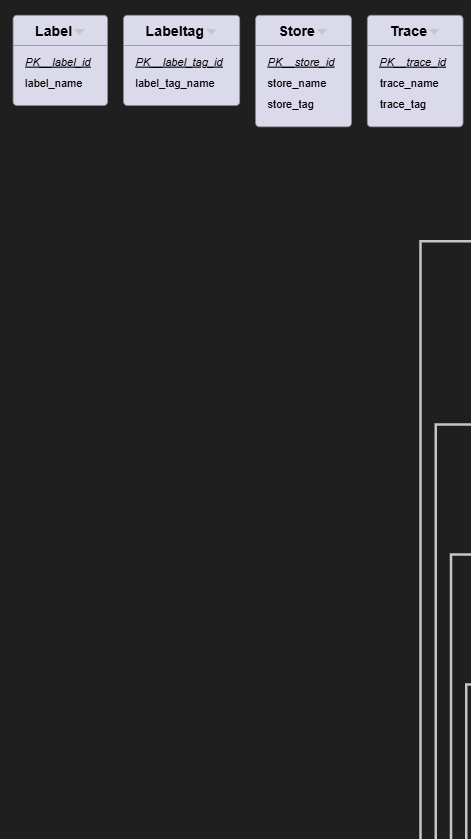 Label
PK__label_id
label_name
Labeltag
PK__label_tag_id
label_tag_name
Store
PK__store_id
store_name
store_tag
Trace
PK__trace_id
trace_name
trace_tag